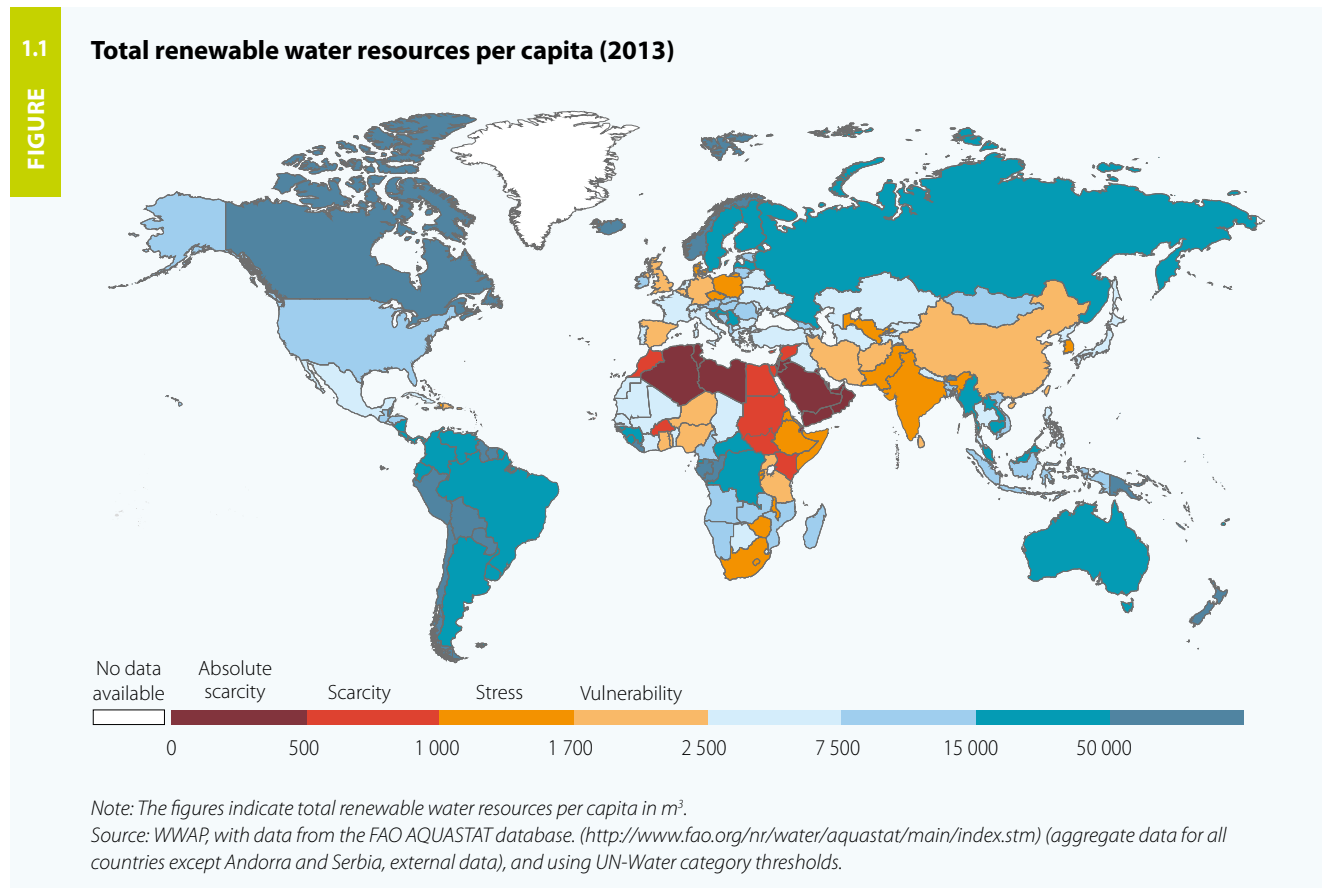 1.1
FIGURE
Total renewable water resources per capita (2013)
No data
available
Absolute
scarcity
Scarcity
Stress
Vulnerability
0
500
1 000
1 700
2 500
7 500
15 000
50 000
Note: The figures indicate total renewable water resources per capita in m³.
Source: WWAP, with data from the FAO AQUASTAT database. (http://www.fao.org/nr/water/aquastat/main/index.stm) (aggregate data for all
countries except Andorra and Serbia, external data), and using UN-Water category thresholds.